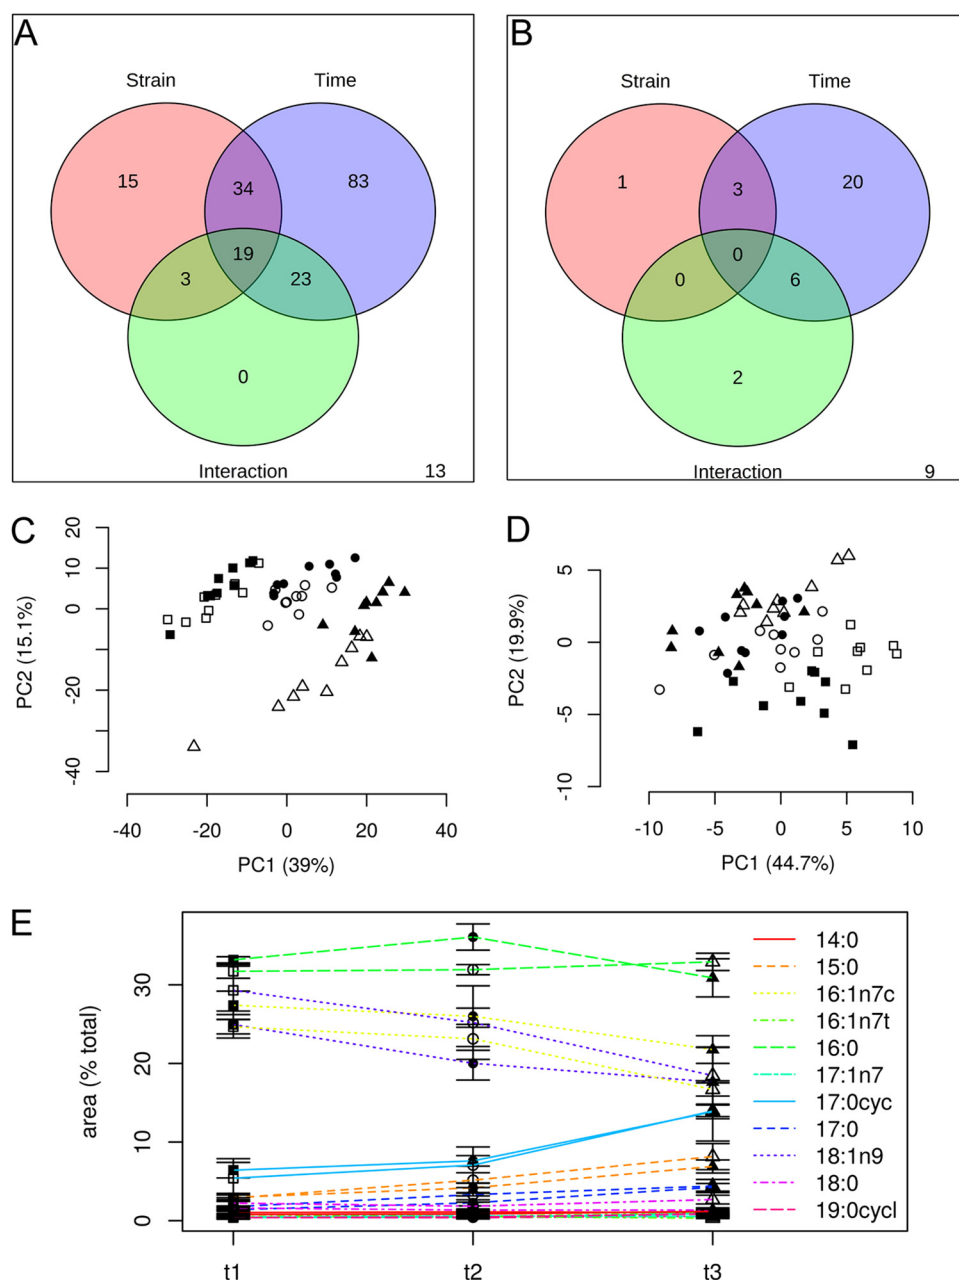 A
Strain Time
15 34 83
19
3 23
0
Interaction 13
B
Strain Time
1 3 20
0
0 6
2
Interaction 9
C
PC2 (15.1%)
20
10
0
-20
-40
-40 -20 0 20 40
PC1 (39%)
D
PC2 (19.9%)
5
0
-5
-10
-10 -5 0 5 10
PC1 (44.7%)
E
area (% total)
30
20
10
0
t1 t2 t3
14:0
15:0
16:1n7c
16:1n7t
16:0
17:1n7
17:0cyc
17:0
18:1n9
18:0
19:0cycl